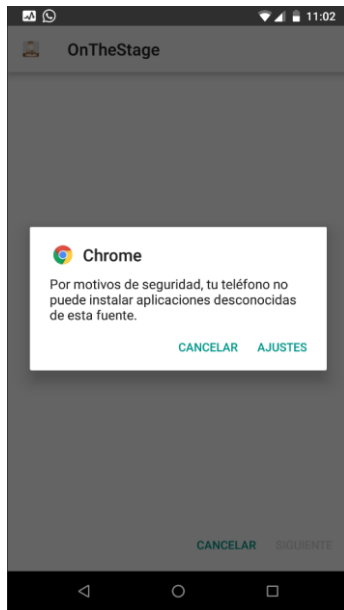 11:02
OnTheStage
Chrome
Por motivos de seguridad, tu teléfono no
puede instalar aplicaciones desconocidas
de esta fuente.
CANCELAR AJUSTES
CANCELAR SIGUIENTE